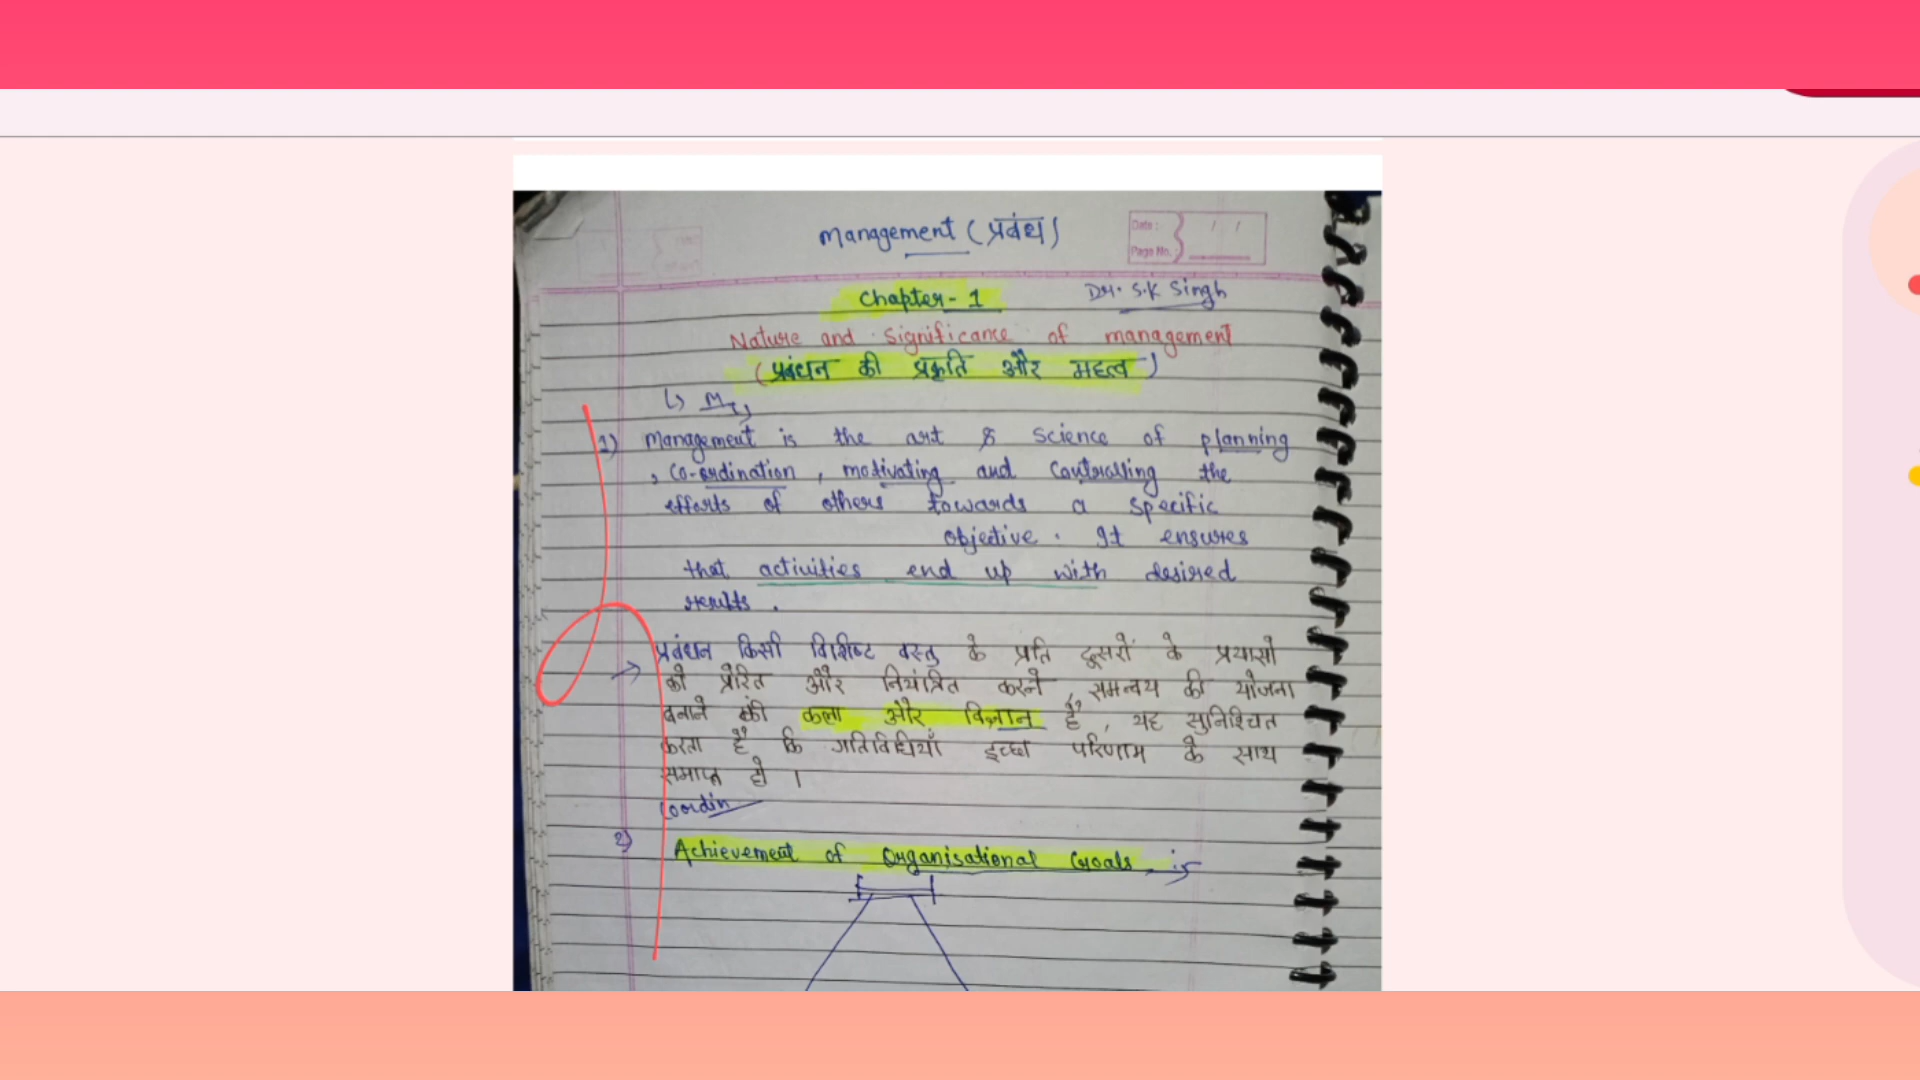 Management (प्रबंध)
Date :
Page No.
Chapter - 1
Dr. S.K Singh
Nature and Significance of management
(प्रबंधन की प्रकृति और महत्व)
1) Management is the art & Science of planning
, Co-ordination , motivating and Controlling the
efforts of others towards a specific
objective . It ensures
that activities end up with desired
results .
→ प्रबंधन किसी विशिष्ट वस्तु के प्रति दूसरों के प्रयासो
को प्रेरित और नियंत्रित करने , समन्वय की योजना
बनाने की कला और विज्ञान है , यह सुनिश्चित
करता है कि गतिविधियाँ इच्छा परिणाम के साथ
समाप्त हो ।
Coordin
2) Achievement of Organisational Goals